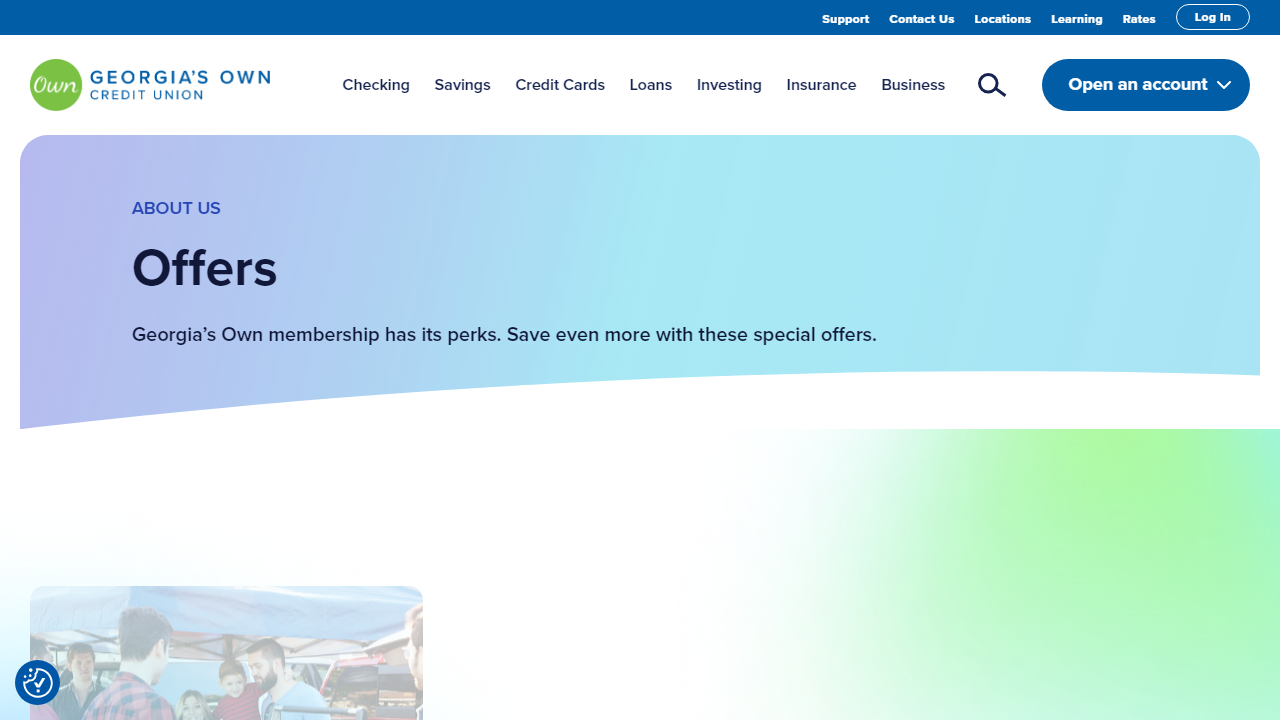 Support Contact Us Locations Learning Rates Log In
Own GEORGIA'S OWN
CREDIT UNION
Checking Savings Credit Cards Loans Investing Insurance Business Open an account
ABOUT US
Offers
Georgia’s Own membership has its perks. Save even more with these special offers.